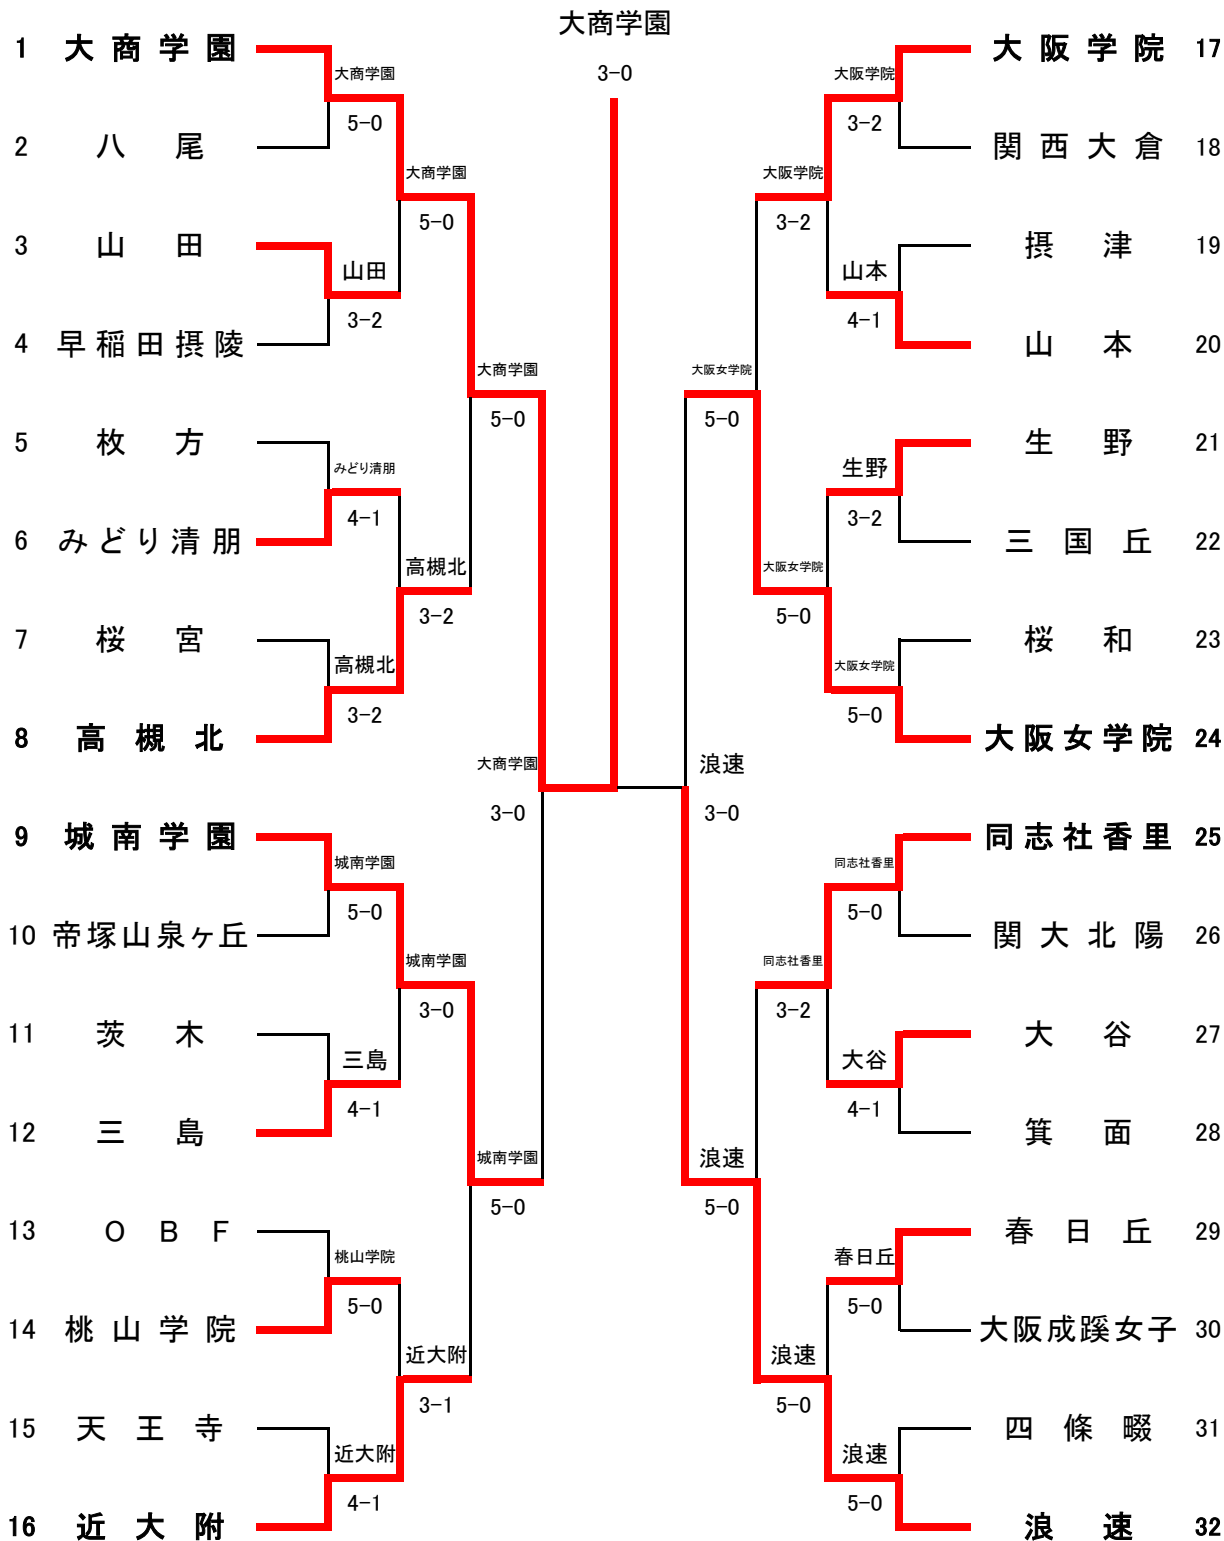 大商学園
3-0
1 大商学園
大商学園
5-0
2 八尾
大商学園
5-0
3 山田
山田
3-2
4 早稲田摂陵
大商学園
5-0
5 枚方
みどり清朋
4-1
6 みどり清朋
高槻北
3-2
7 桜宮
高槻北
3-2
8 高槻北
大商学園
3-0
9 城南学園
城南学園
5-0
10 帝塚山泉ヶ丘
城南学園
3-0
11 茨木
三島
4-1
12 三島
城南学園
5-0
13 OBF
桃山学院
5-0
14 桃山学院
近大附
3-1
15 天王寺
近大附
4-1
16 近大附
大阪学院 17
大阪学院
3-2
関西大倉 18
大阪学院
3-2
摂津 19
山本
4-1
山本 20
大阪女学院
5-0
生野 21
生野
3-2
三国丘 22
大阪女学院
5-0
桜和 23
大阪女学院
5-0
大阪女学院 24
浪速
3-0
同志社香里 25
同志社香里
5-0
関大北陽 26
同志社香里
3-2
大谷 27
大谷
4-1
箕面 28
浪速
5-0
春日丘 29
春日丘
5-0
大阪成蹊女子 30
浪速
5-0
四條畷 31
浪速
5-0
浪速 32